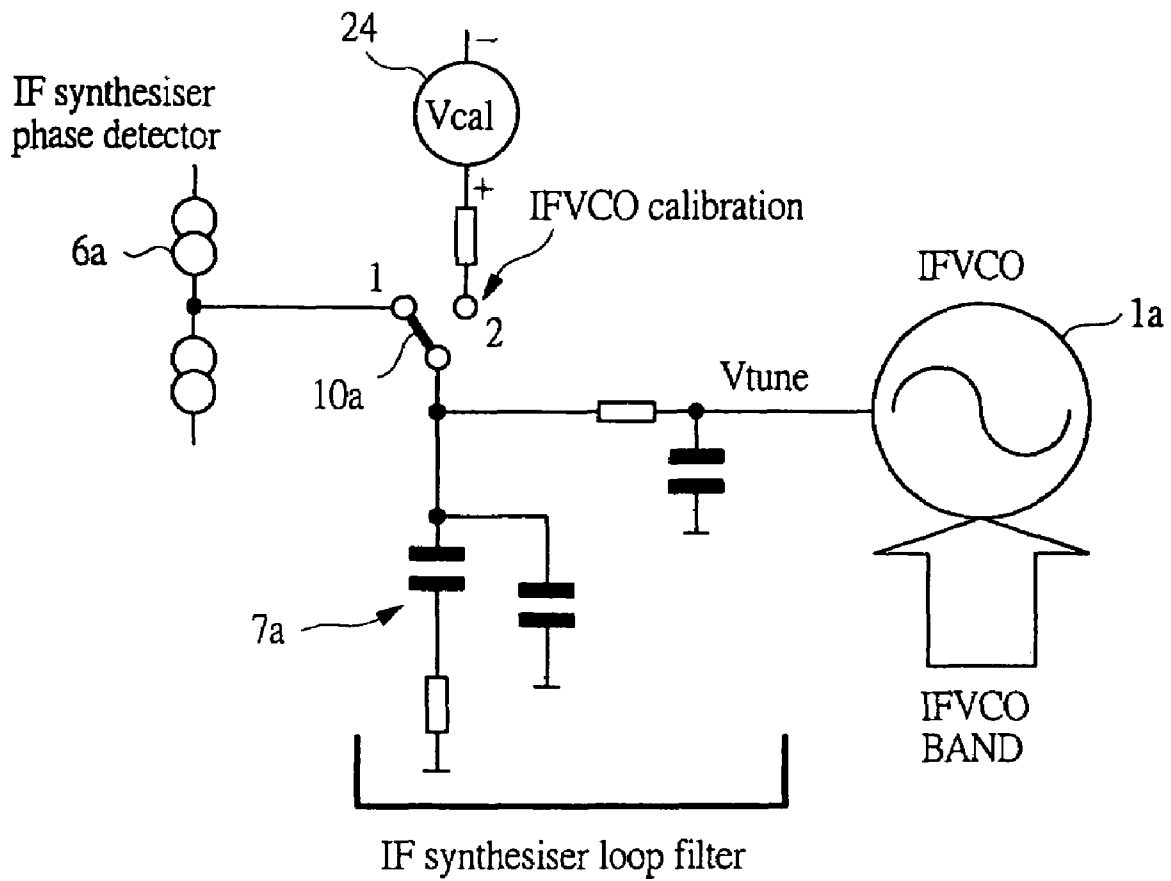 24
−
Vcal
+
IF synthesiser
phase detector
6a
IFVCO calibration
1
2
10a
IFVCO
1a
Vtune
7a
IFVCO
BAND
IF synthesiser loop filter